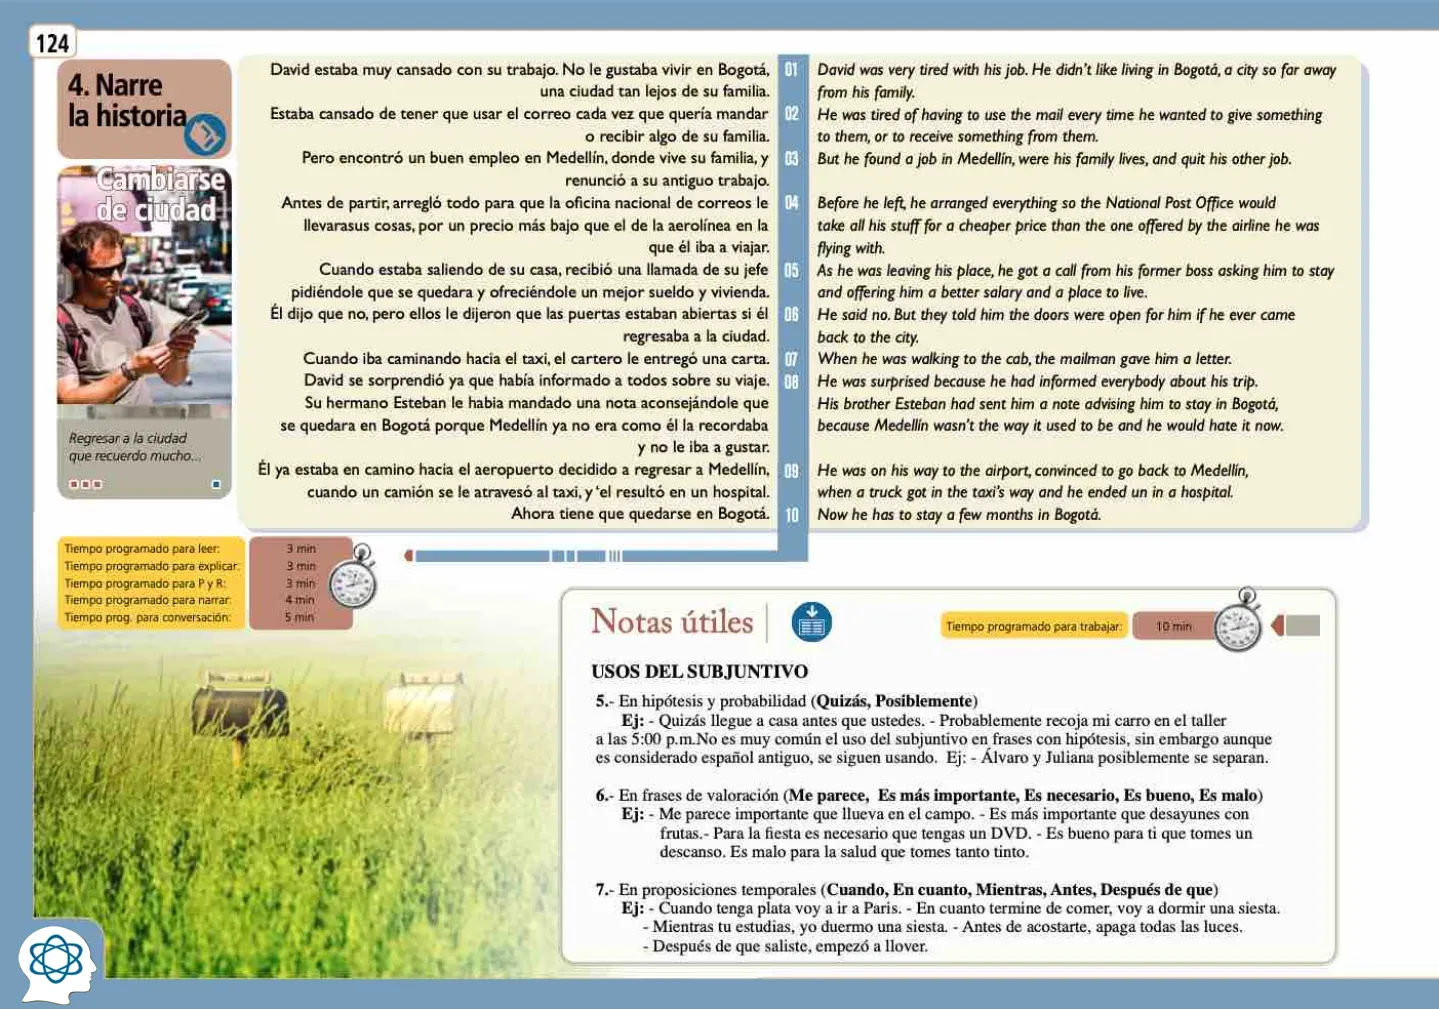 124
4. Narre
la historia
Cambiarse
de ciudad
Regresar a la ciudad
que recuerdo mucho...
David estaba muy cansado con su trabajo. No le gustaba vivir en Bogotá,
una ciudad tan lejos de su familia.
Estaba cansado de tener que usar el correo cada vez que quería mandar
o recibir algo de su familia.
Pero encontró un buen empleo en Medellín, donde vive su familia, y
renunció a su antiguo trabajo.
Antes de partir, arregló todo para que la oficina nacional de correos le
llevarasus cosas, por un precio más bajo que el de la aerolínea en la
que él iba a viajar.
Cuando estaba saliendo de su casa, recibió una llamada de su jefe
pidiéndole que se quedara y ofreciéndole un mejor sueldo y vivienda.
Él dijo que no, pero ellos le dijeron que las puertas estaban abiertas si él
regresaba a la ciudad.
Cuando iba caminando hacia el taxi, el cartero le entregó una carta.
David se sorprendió ya que había informado a todos sobre su viaje.
Su hermano Esteban le habia mandado una nota aconsejándole que
se quedara en Bogotá porque Medellín ya no era como él la recordaba
y no le iba a gustar.
Él ya estaba en camino hacia el aeropuerto decidido a regresar a Medellín,
cuando un camión se le atravesó al taxi, y 'el resultó en un hospital.
Ahora tiene que quedarse en Bogotá.
01
02
03
04
05
06
07
08
09
10
David was very tired with his job. He didn't like living in Bogotá, a city so far away
from his family.
He was tired of having to use the mail every time he wanted to give something
to them, or to receive something from them.
But he found a job in Medellín, were his family lives, and quit his other job.
Before he left, he arranged everything so the National Post Office would
take all his stuff for a cheaper price than the one offered by the airline he was
flying with.
As he was leaving his place, he got a call from his former boss asking him to stay
and offering him a better salary and a place to live.
He said no. But they told him the doors were open for him if he ever came
back to the city.
When he was walking to the cab, the mailman gave him a letter.
He was surprised because he had informed everybody about his trip.
His brother Esteban had sent him a note advising him to stay in Bogotá,
because Medellín wasn't the way it used to be and he would hate it now.
He was on his way to the airport, convinced to go back to Medellín,
when a truck got in the taxi's way and he ended un in a hospital.
Now he has to stay a few months in Bogotá.
Tiempo programado para leer: 3 min
Tiempo programado para explicar: 3 min
Tiempo programado para P y R: 3 min
Tiempo programado para narrar: 4 min
Tiempo prog. para conversación: 5 min
Notas útiles
Tiempo programado para trabajar: 10 min
USOS DEL SUBJUNTIVO
5.- En hipótesis y probabilidad (Quizás, Posiblemente)
Ej: - Quizás llegue a casa antes que ustedes. - Probablemente recoja mi carro en el taller
a las 5:00 p.m.No es muy común el uso del subjuntivo en frases con hipótesis, sin embargo aunque
es considerado español antiguo, se siguen usando. Ej: - Álvaro y Juliana posiblemente se separan.
6.- En frases de valoración (Me parece, Es más importante, Es necesario, Es bueno, Es malo)
Ej: - Me parece importante que llueva en el campo. - Es más importante que desayunes con
frutas.- Para la fiesta es necesario que tengas un DVD. - Es bueno para ti que tomes un
descanso. Es malo para la salud que tomes tanto tinto.
7.- En proposiciones temporales (Cuando, En cuanto, Mientras, Antes, Después de que)
Ej: - Cuando tenga plata voy a ir a Paris. - En cuanto termine de comer, voy a dormir una siesta.
- Mientras tu estudias, yo duermo una siesta. - Antes de acostarte, apaga todas las luces.
- Después de que saliste, empezó a llover.